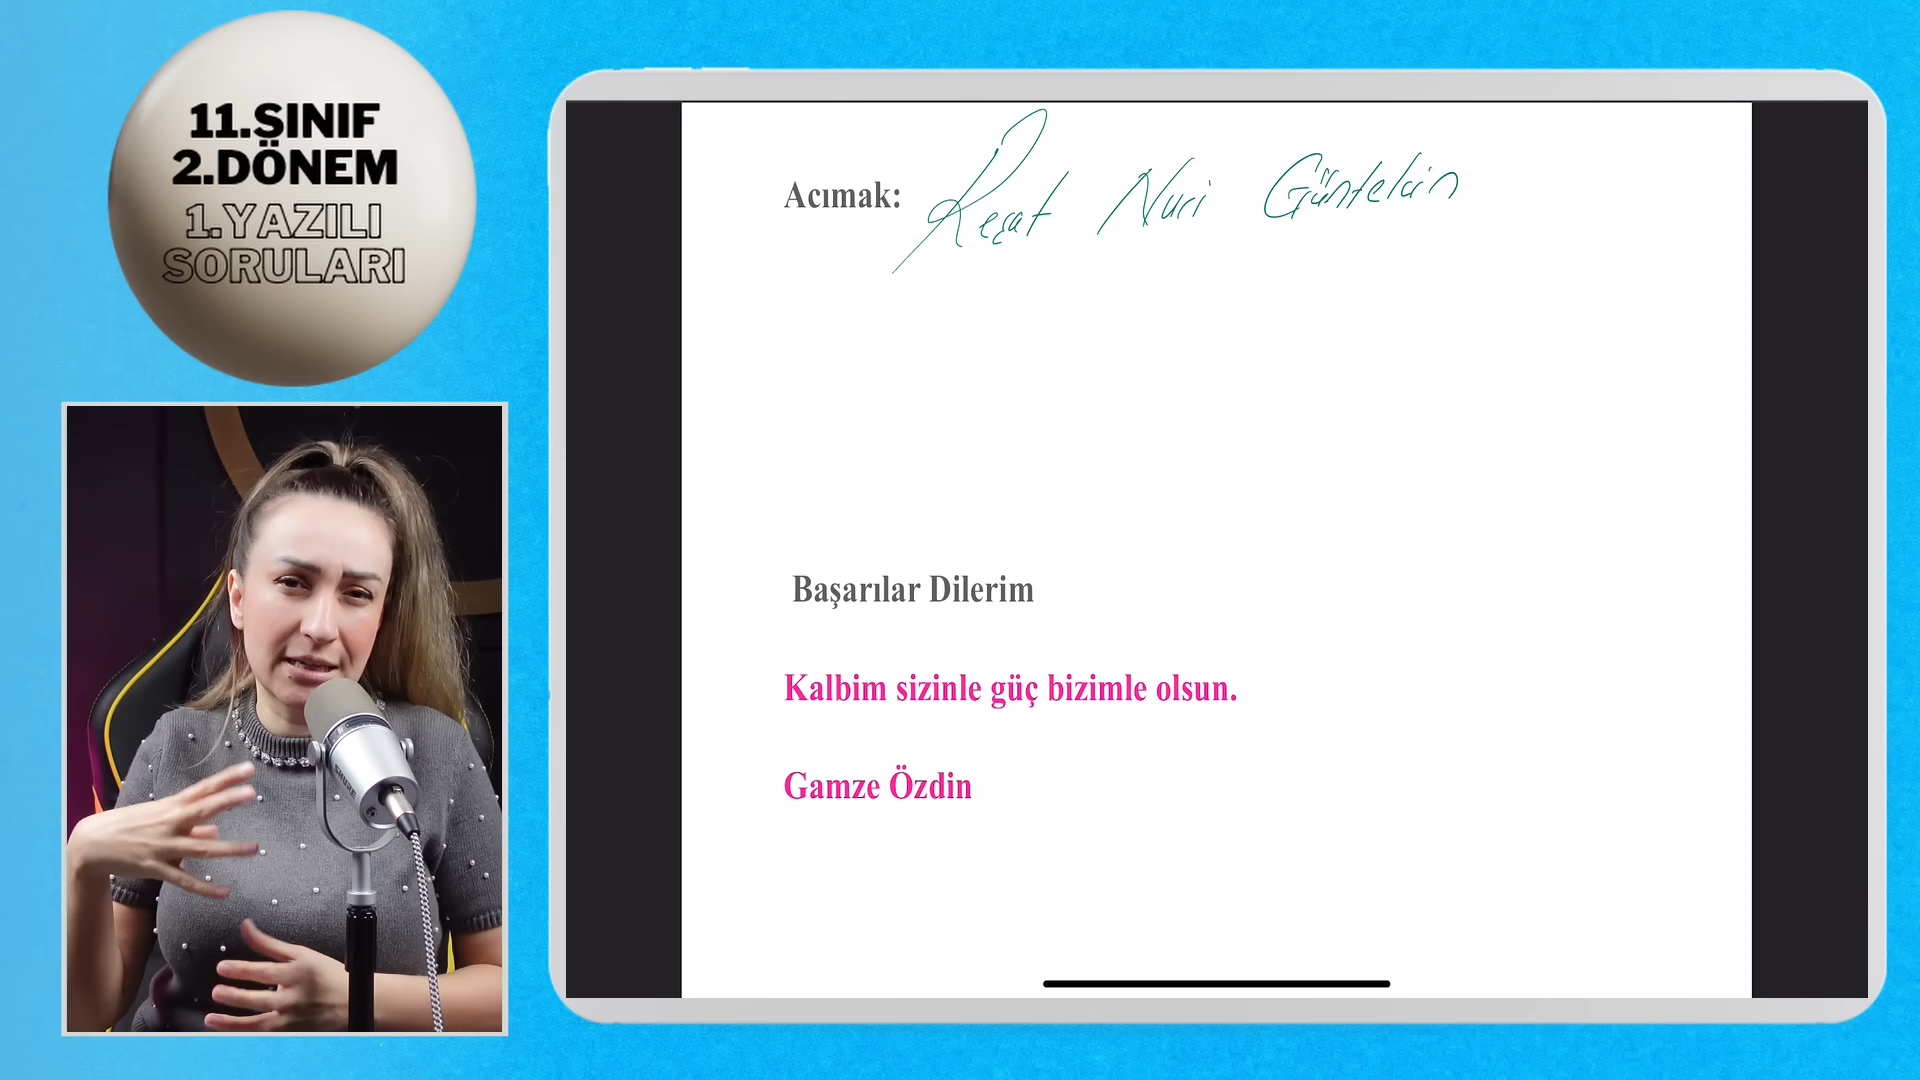 11.SINIF
2.DÖNEM
1.YAZILI
SORULARI
Acımak: Reşat Nuri Güntekin
Başarılar Dilerim
Kalbim sizinle güç bizimle olsun.
Gamze Özdin